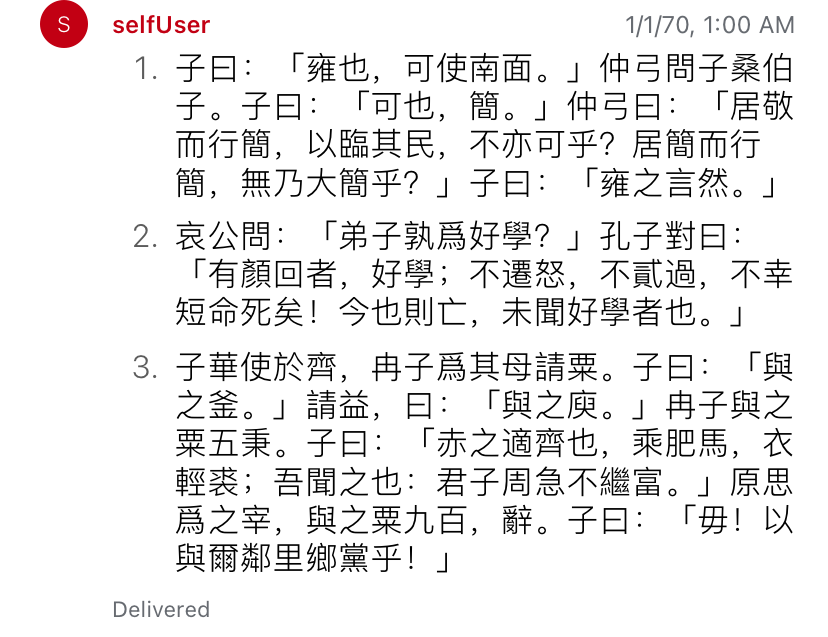 S
selfUser 1/1/70, 1:00 AM
1. 子曰：「雍也，可使南面。」仲弓問子桑伯
子。子曰：「可也，簡。」仲弓曰：「居敬
而行簡，以臨其民，不亦可乎？居簡而行
簡，無乃大簡乎？」子曰：「雍之言然。」
2. 哀公問：「弟子孰爲好學？」孔子對曰：
「有顏回者，好學；不遷怒，不貳過，不幸
短命死矣！今也則亡，未聞好學者也。」
3. 子華使於齊，冉子爲其母請粟。子曰：「與
之釜。」請益，曰：「與之庾。」冉子與之
粟五秉。子曰：「赤之適齊也，乘肥馬，衣
輕裘；吾聞之也：君子周急不繼富。」原思
爲之宰，與之粟九百，辭。子曰：「毋！以
與爾鄰里鄉黨乎！」
Delivered